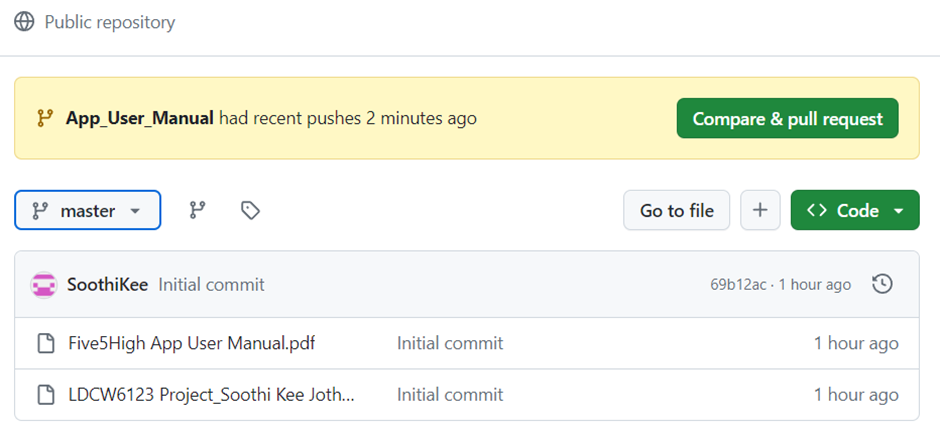 Public repository
App_User_Manual had recent pushes 2 minutes ago
Compare & pull request
master
Go to file
Code
SoothiKee Initial commit 69b12ac · 1 hour ago
Five5High App User Manual.pdf Initial commit 1 hour ago
LDCW6123 Project_Soothi Kee Joth... Initial commit 1 hour ago